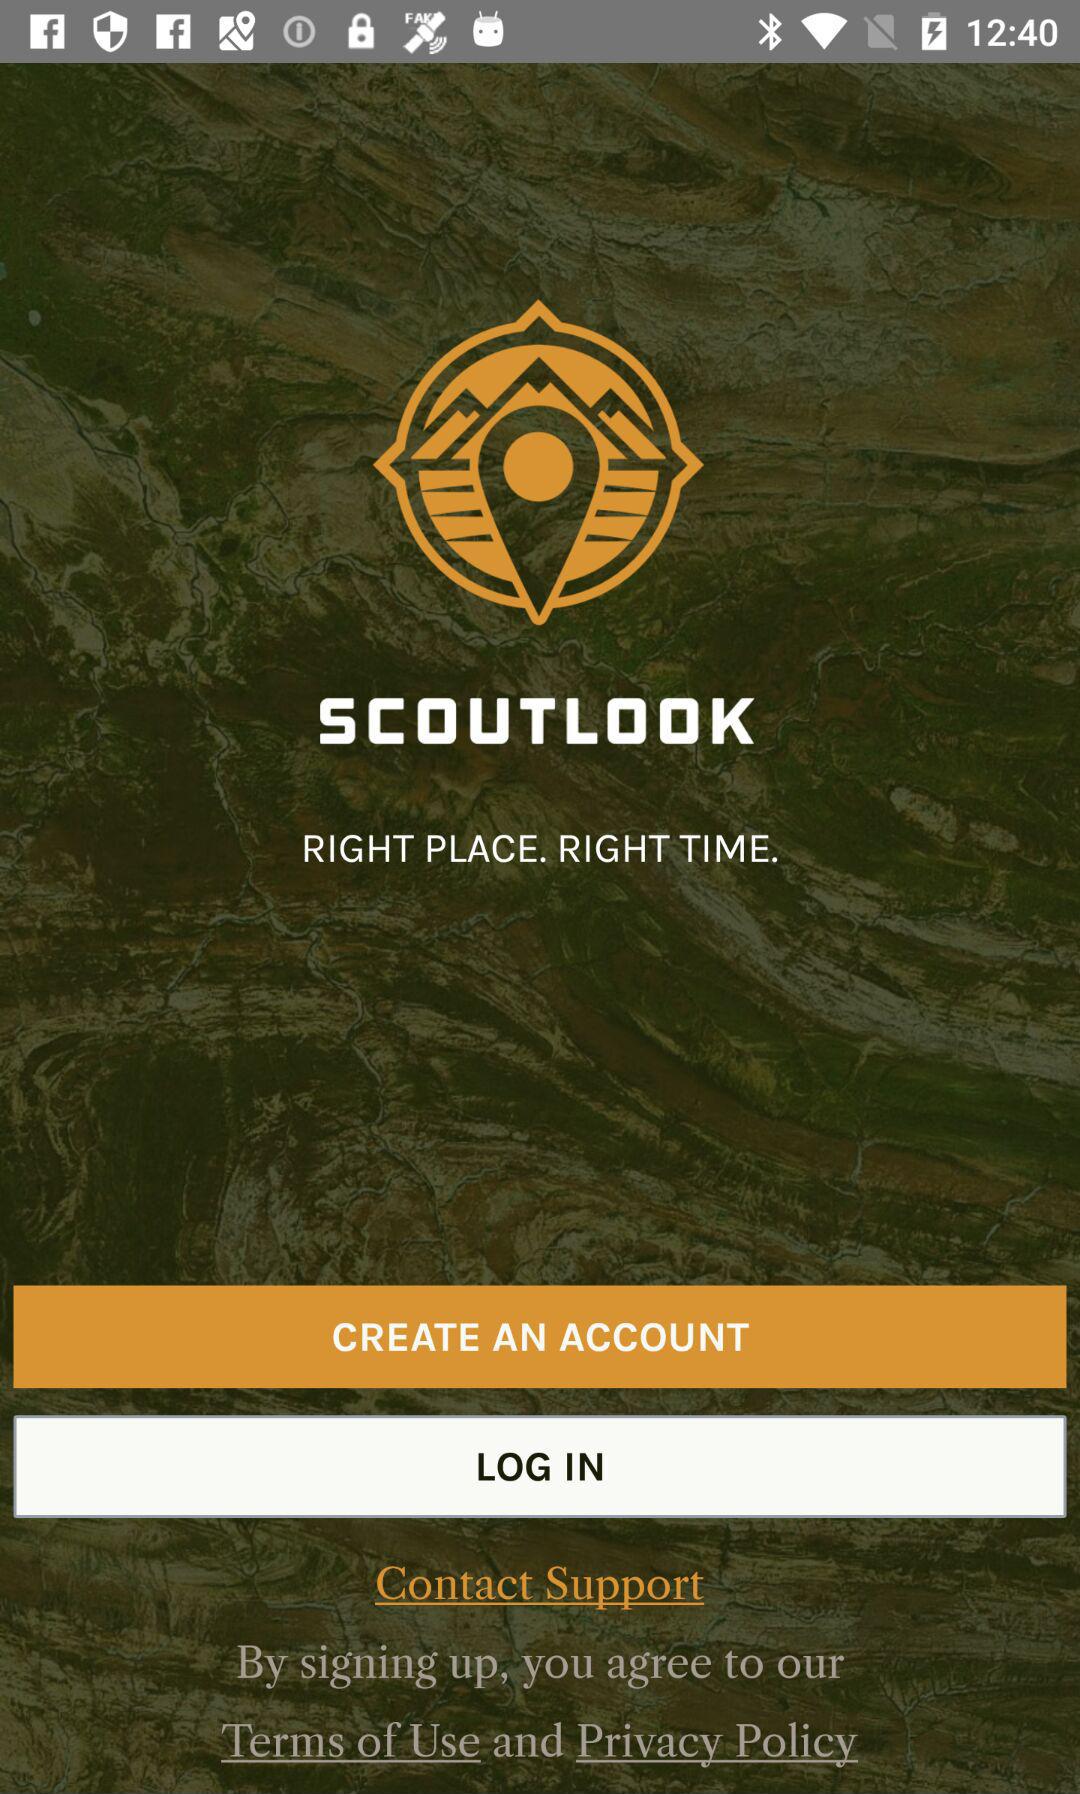 FAKE
12:40
SCOUTLOOK
RIGHT PLACE. RIGHT TIME.
CREATE AN ACCOUNT
LOG IN
Contact Support
By signing up, you agree to our
Terms of Use and Privacy Policy